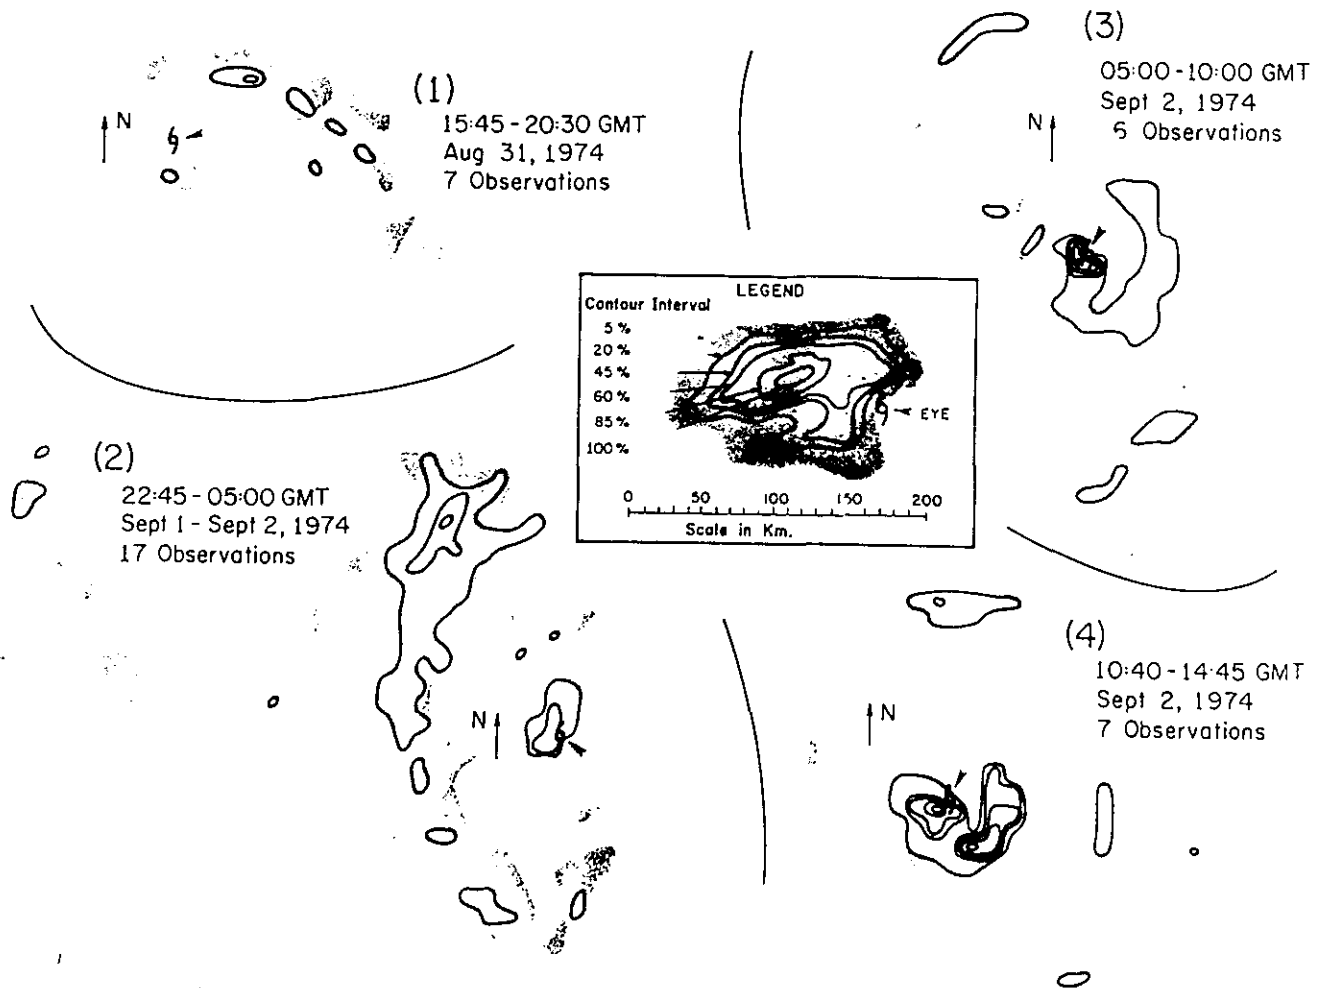 (1)
N
15:45-20:30 GMT
Aug 31, 1974
7 Observations
(3)
05:00-10:00 GMT
Sept 2, 1974
6 Observations
N
LEGEND
Contour Interval
5 %
20 %
45 %
60 %
85 %
100 %
EYE
0 50 100 150 200
Scale in Km.
(2)
22:45-05:00 GMT
Sept 1 - Sept 2, 1974
17 Observations
N
(4)
10:40-14:45 GMT
Sept 2, 1974
7 Observations
N